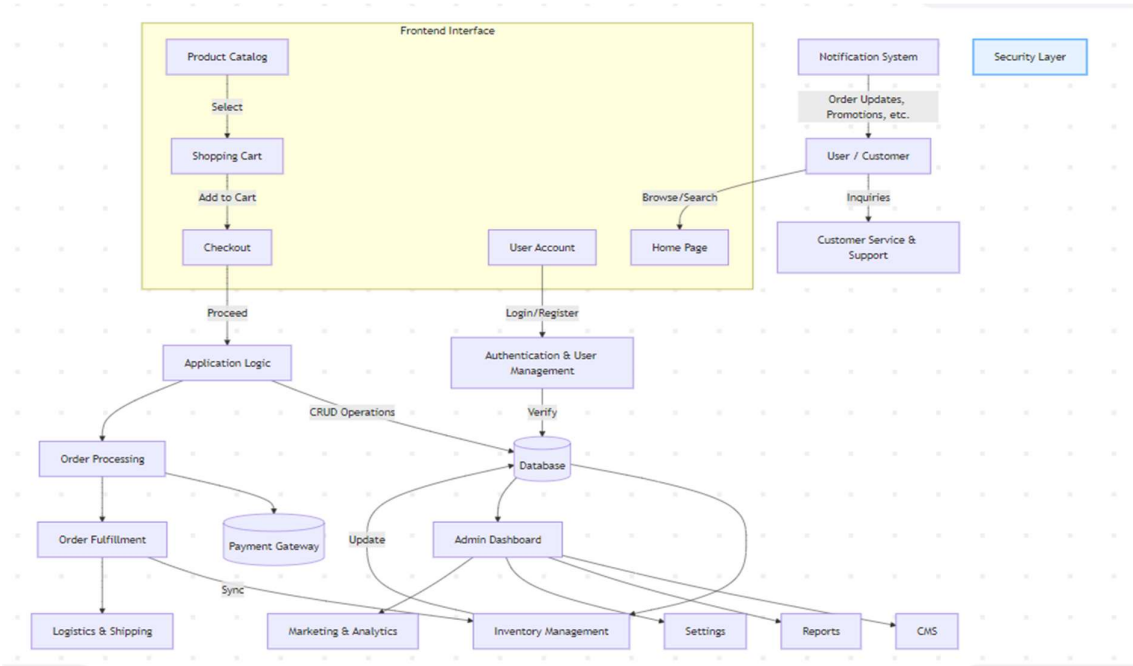 Frontend Interface
Product Catalog
Notification System
Security Layer
Select
Order Updates,
Promotions, etc.
Shopping Cart
User / Customer
Add to Cart
Browse/Search
Inquiries
Checkout
User Account
Home Page
Customer Service &
Support
Proceed
Login/Register
Application Logic
Authentication & User
Management
CRUD Operations
Verify
Order Processing
Database
Order Fulfillment
Payment Gateway
Update
Admin Dashboard
Sync
Logistics & Shipping
Marketing & Analytics
Inventory Management
Settings
Reports
CMS